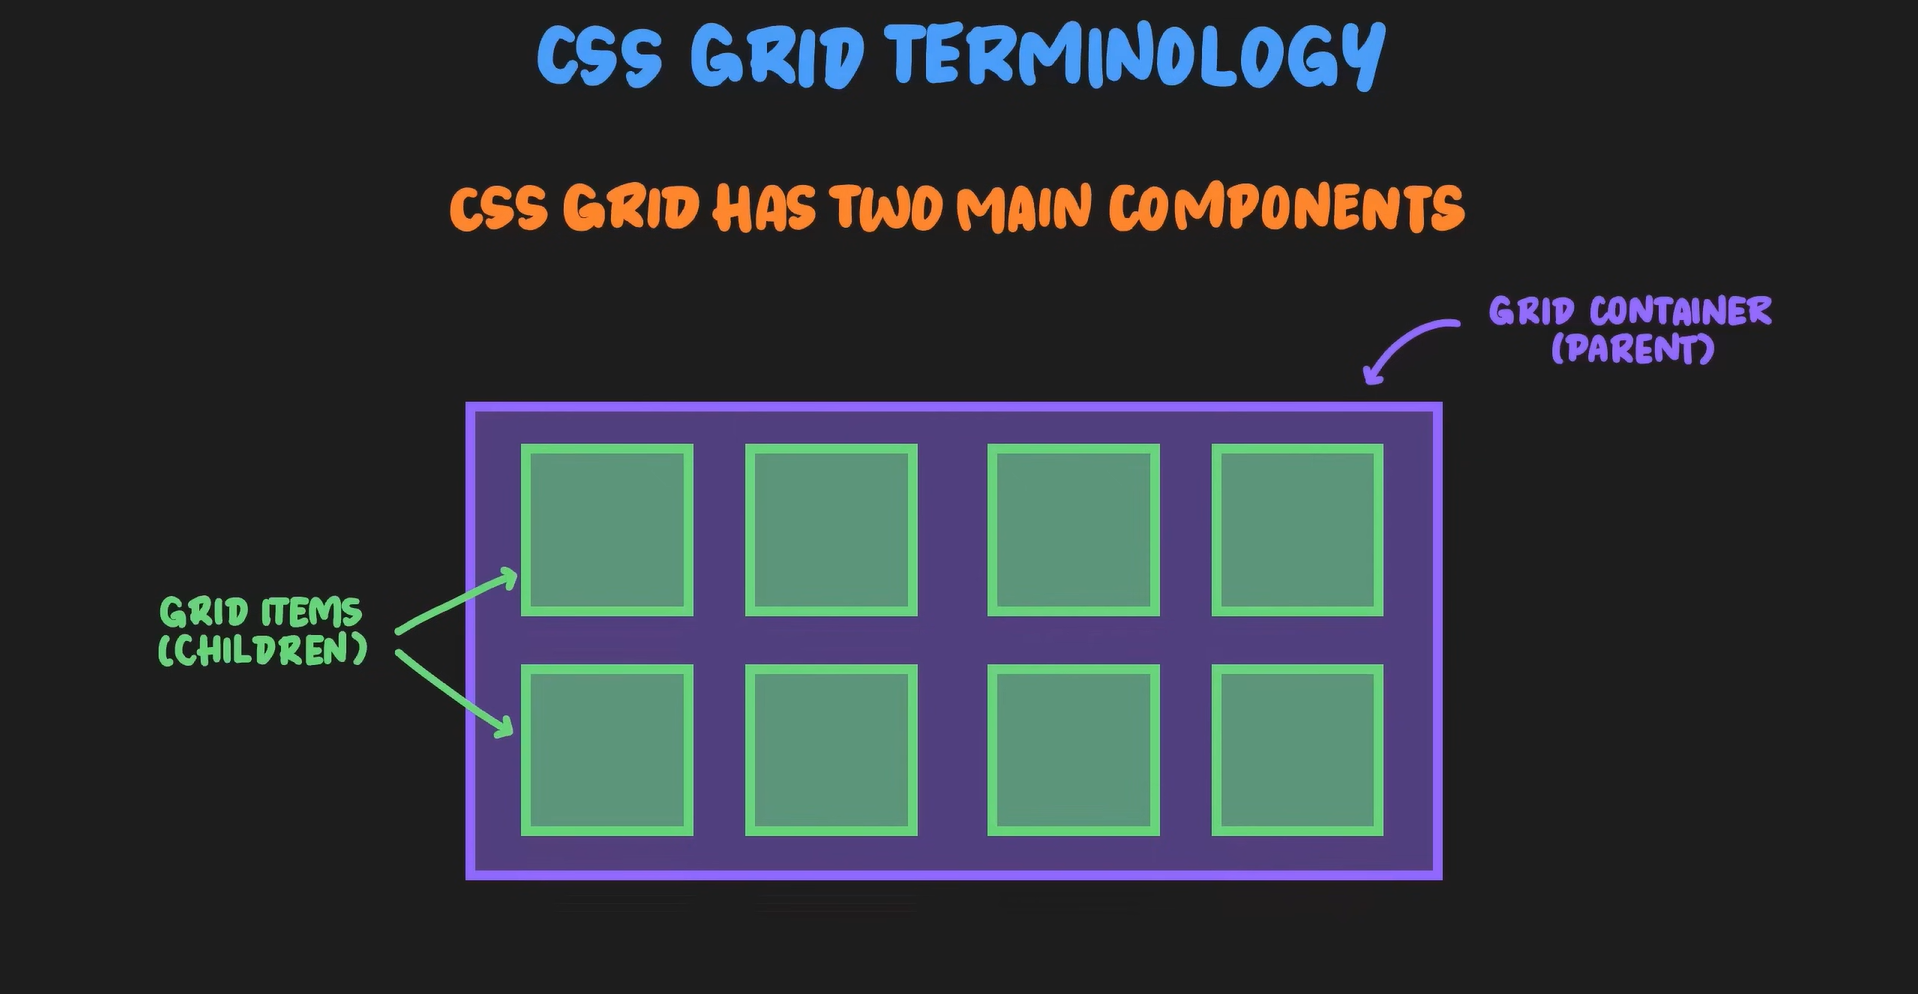 CSS GRID TERMINOLOGY
CSS GRID HAS TWO MAIN COMPONENTS
GRID CONTAINER
(PARENT)
GRID ITEMS
(CHILDREN)